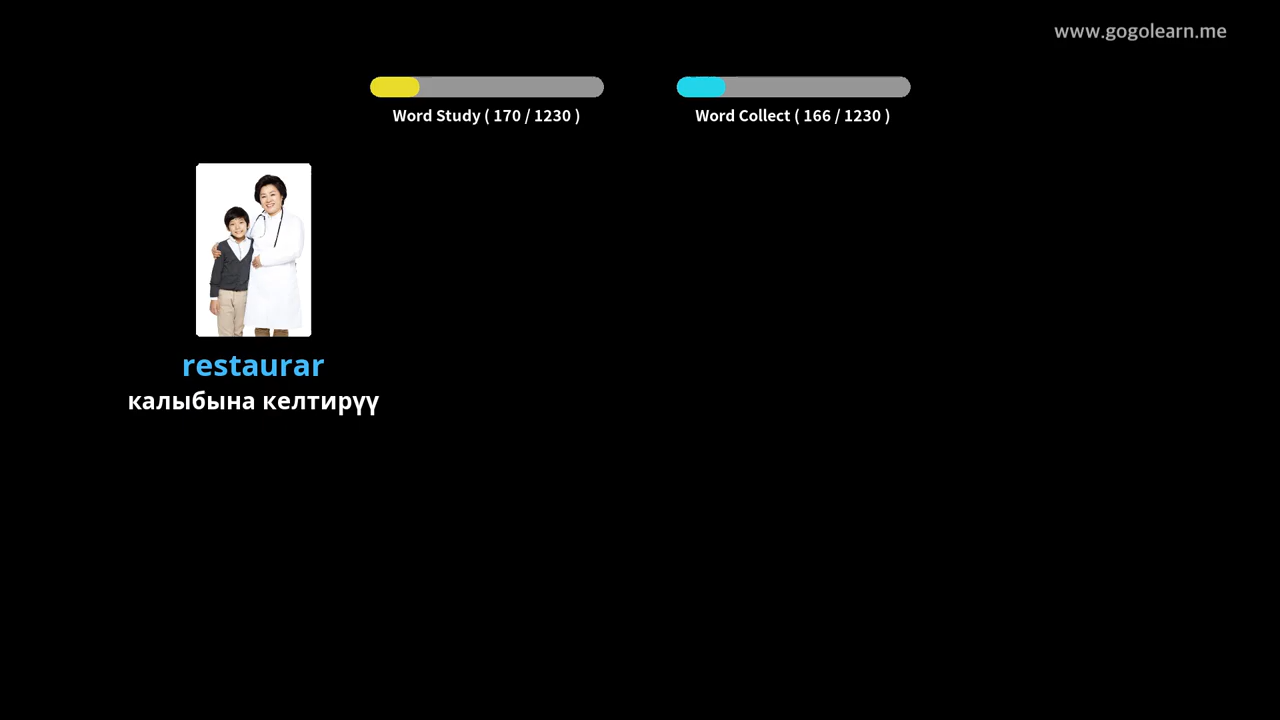 www.gogolearn.me
Word Study ( 170 / 1230 )
Word Collect ( 166 / 1230 )
restaurar
калыбына келтирүү